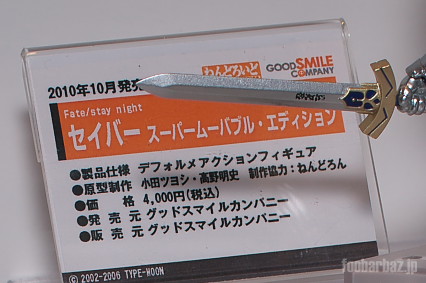 ねんどろいど GOODSMILE COMPANY
2010年10月発売
Fate/stay night
セイバー スーパームーバブル・エディション
●製品仕様 デフォルメアクションフィギュア
●原型制作 小田ツヨシ・高野明史 制作協力:ねんどろん
●価 格 4,000円(税込)
●発 売 元 グッドスマイルカンパニー
●販 売 元 グッドスマイルカンパニー
© 2002-2006 TYPE-MOON
foobarbaz.jp